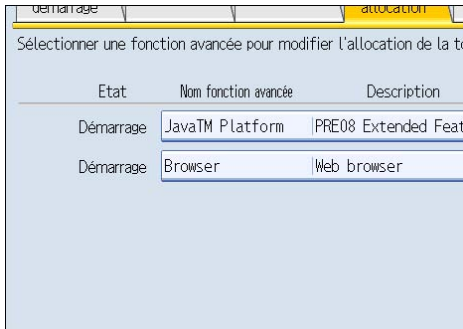 démarrage
allocation
Sélectionner une fonction avancée pour modifier l'allocation de la
Etat Nom fonction avancée Description
Démarrage JavaTM Platform PRE08 Extended
Démarrage Browser Web browser